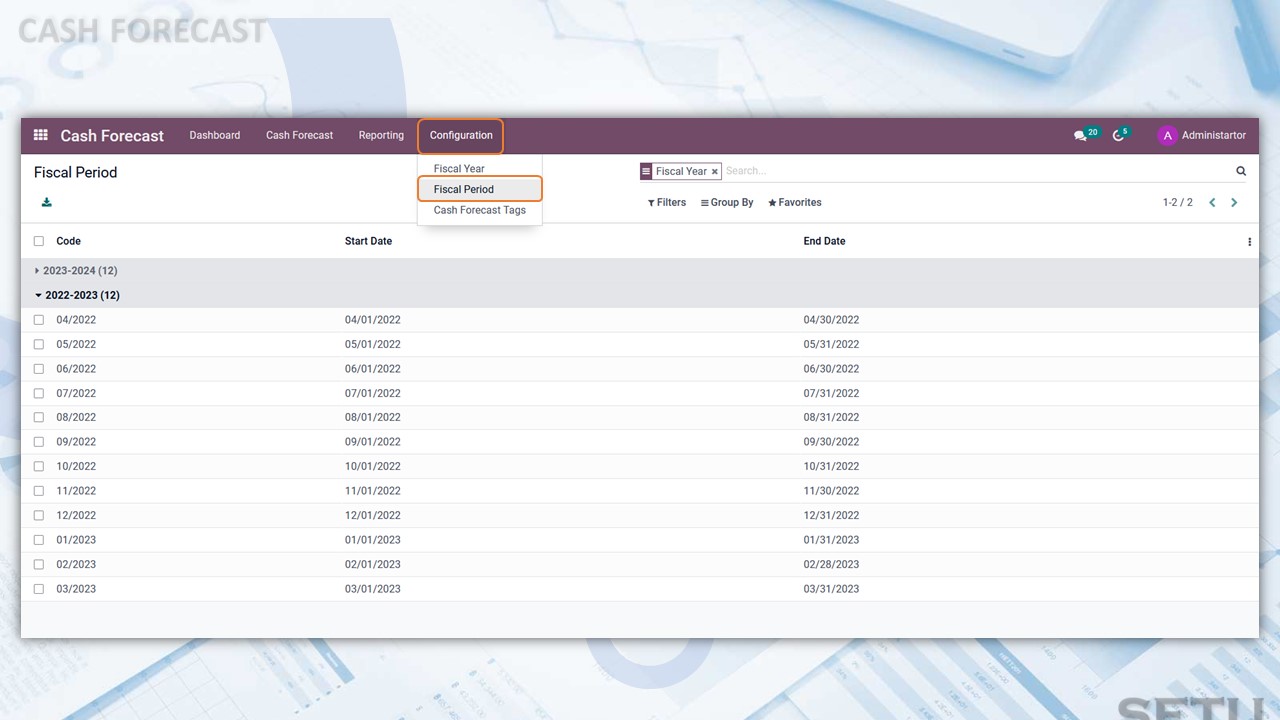 CASH FORECAST
Cash Forecast Dashboard Cash Forecast Reporting Configuration 20 5 A Administartor
Fiscal Period
Fiscal Year
Fiscal Period
Cash Forecast Tags
Fiscal Year × Search...
Filters Group By Favorites 1-2 / 2
Code Start Date End Date
2023-2024 (12)
2022-2023 (12)
04/2022 04/01/2022 04/30/2022
05/2022 05/01/2022 05/31/2022
06/2022 06/01/2022 06/30/2022
07/2022 07/01/2022 07/31/2022
08/2022 08/01/2022 08/31/2022
09/2022 09/01/2022 09/30/2022
10/2022 10/01/2022 10/31/2022
11/2022 11/01/2022 11/30/2022
12/2022 12/01/2022 12/31/2022
01/2023 01/01/2023 01/31/2023
02/2023 02/01/2023 02/28/2023
03/2023 03/01/2023 03/31/2023
SETU